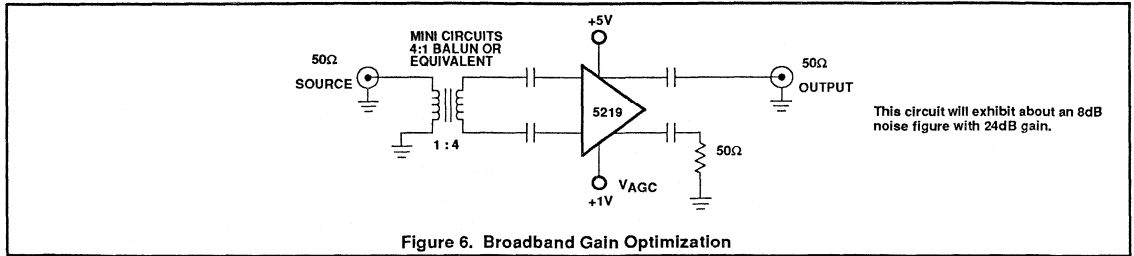 +5V
MINI CIRCUITS
4:1 BALUN OR
EQUIVALENT
50Ω
SOURCE
50Ω
OUTPUT
5219
This circuit will exhibit about an 8dB
noise figure with 24dB gain.
1 : 4
50Ω
VAGC
+1V
Figure 6. Broadband Gain Optimization